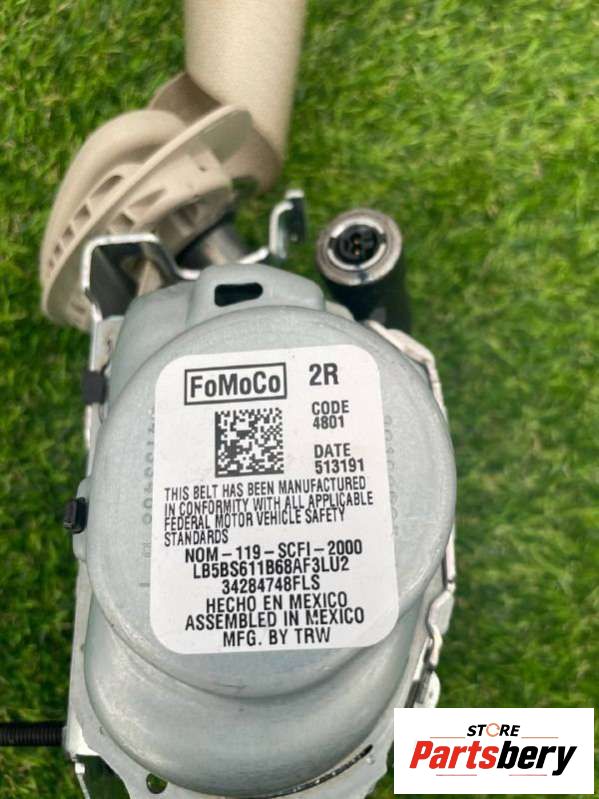 FoMoCo 2R
CODE
4801
DATE
513191
THIS BELT HAS BEEN MANUFACTURED
IN CONFORMITY WITH ALL APPLICABLE
FEDERAL MOTOR VEHICLE SAFETY
STANDARDS
NOM-119-SCFI-2000
LB5BS611B68AF3LU2
34284748FLS
HECHO EN MEXICO
ASSEMBLED IN MEXICO
MFG. BY TRW
STORE
Partsbery